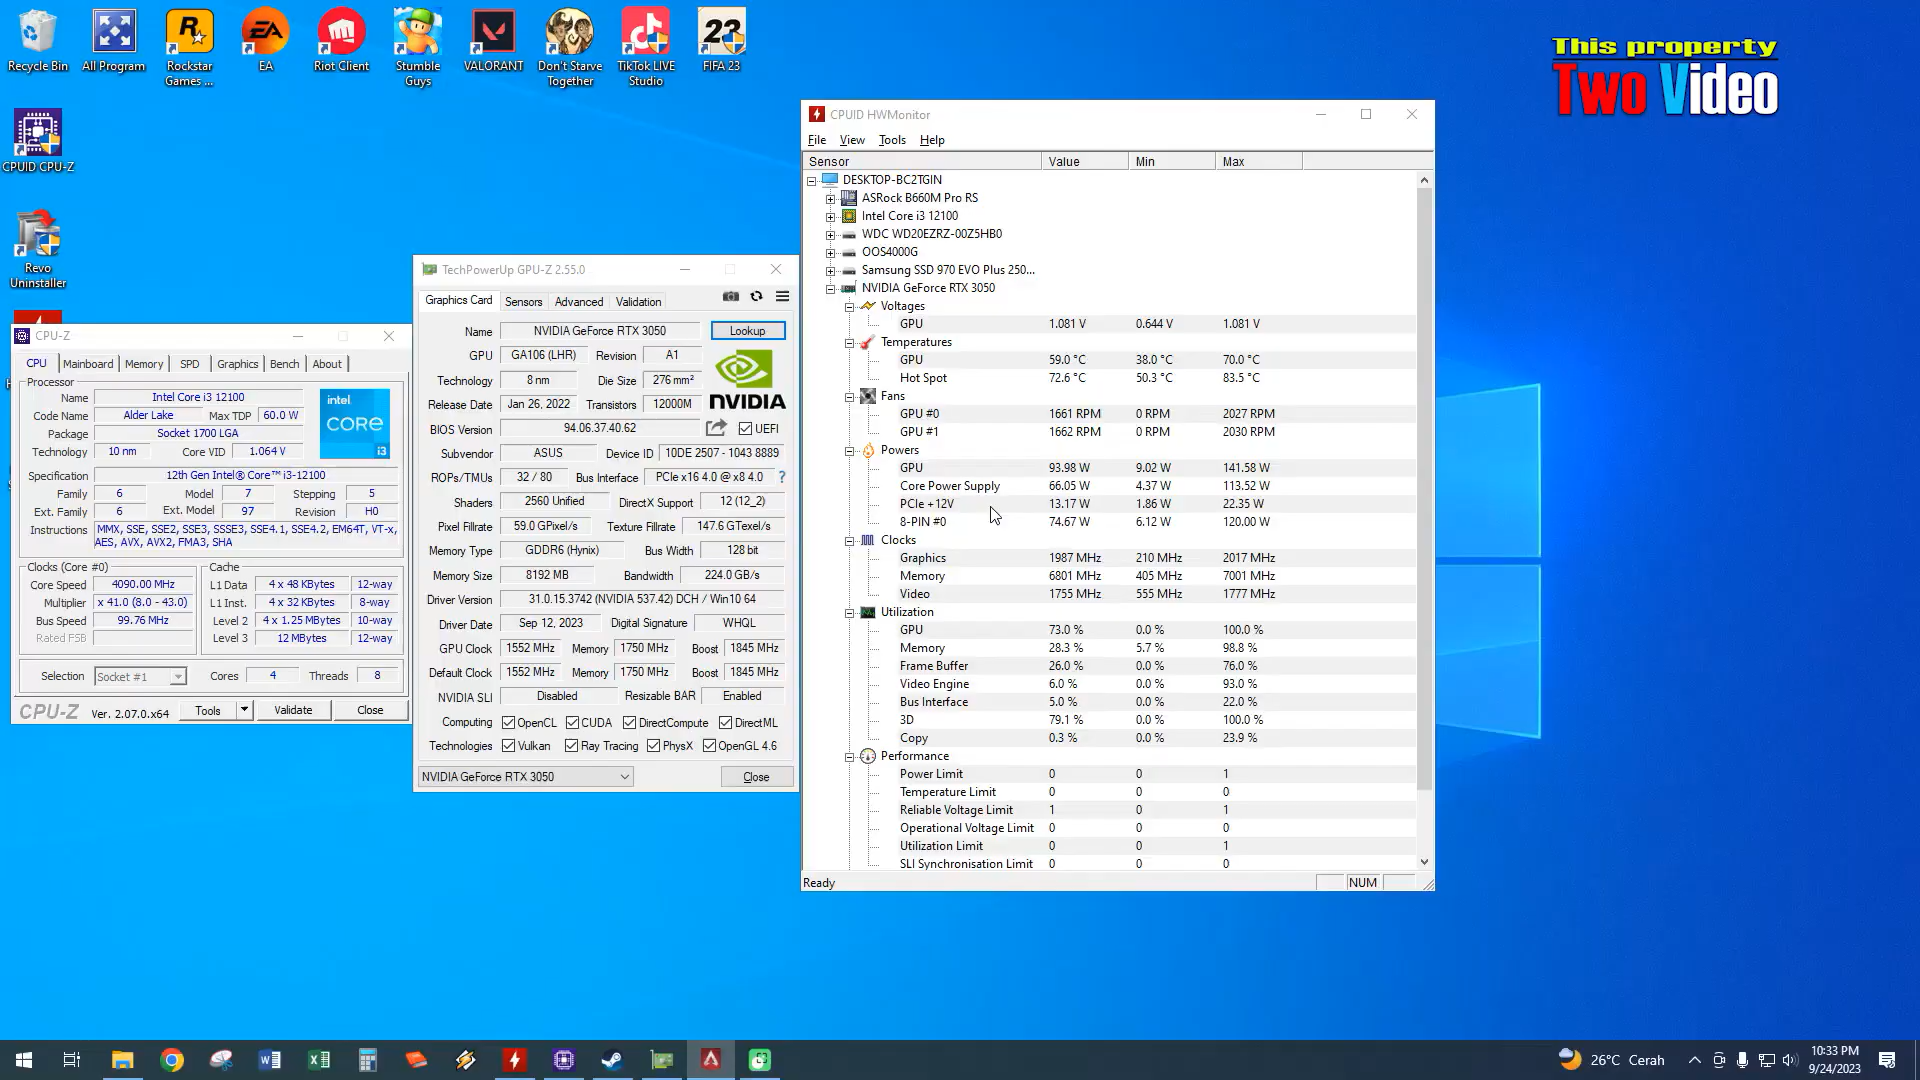 Recycle Bin
All Program
Rockstar Games ...
EA
Riot Client
Stumble Guys
VALORANT
Don't Starve Together
TikTok LIVE Studio
FIFA 23
23
This property
Two Video
CPUID CPU-Z
Revo Uninstaller
CPU-Z
CPU Mainboard Memory SPD Graphics Bench About
Processor
Name Intel Core i3 12100
Code Name Alder Lake Max TDP 60.0 W
Package Socket 1700 LGA
Technology 10 nm Core VID 1.064 V
intel CORE i3
Specification 12th Gen Intel® Core™ i3-12100
Family 6 Model 7 Stepping 5
Ext. Family 6 Ext. Model 97 Revision H0
Instructions MMX, SSE, SSE2, SSE3, SSSE3, SSE4.1, SSE4.2, EM64T, VT-x,
AES, AVX, AVX2, FMA3, SHA
Clocks (Core #0)
Core Speed 4090.00 MHz
Multiplier x 41.0 (8.0 - 43.0)
Bus Speed 99.76 MHz
Rated FSB
Cache
L1 Data 4 x 48 KBytes 12-way
L1 Inst. 4 x 32 KBytes 8-way
Level 2 4 x 1.25 MBytes 10-way
Level 3 12 MBytes 12-way
Selection Socket #1 Cores 4 Threads 8
CPU-Z Ver. 2.07.0.x64 Tools Validate Close
TechPowerUp GPU-Z 2.55.0
Graphics Card Sensors Advanced Validation
Name NVIDIA GeForce RTX 3050 Lookup
GPU GA106 (LHR) Revision A1
Technology 8 nm Die Size 276 mm²
Release Date Jan 26, 2022 Transistors 12000M
NVIDIA
BIOS Version 94.06.37.40.62 UEFI
Subvendor ASUS Device ID 10DE 2507 - 1043 8889
ROPs/TMUs 32 / 80 Bus Interface PCIe x16 4.0 @ x8 4.0 ?
Shaders 2560 Unified DirectX Support 12 (12_2)
Pixel Fillrate 59.0 GPixel/s Texture Fillrate 147.6 GTexel/s
Memory Type GDDR6 (Hynix) Bus Width 128 bit
Memory Size 8192 MB Bandwidth 224.0 GB/s
Driver Version 31.0.15.3742 (NVIDIA 537.42) DCH / Win10 64
Driver Date Sep 12, 2023 Digital Signature WHQL
GPU Clock 1552 MHz Memory 1750 MHz Boost 1845 MHz
Default Clock 1552 MHz Memory 1750 MHz Boost 1845 MHz
NVIDIA SLI Disabled Resizable BAR Enabled
Computing OpenCL CUDA DirectCompute DirectML
Technologies Vulkan Ray Tracing PhysX OpenGL 4.6
NVIDIA GeForce RTX 3050 Close
CPUID HWMonitor
File View Tools Help
Sensor Value Min Max
DESKTOP-BC2TGIN
ASRock B660M Pro RS
Intel Core i3 12100
WDC WD20EZRZ-00Z5HB0
OOS4000G
Samsung SSD 970 EVO Plus 250...
NVIDIA GeForce RTX 3050
Voltages
GPU 1.081 V 0.644 V 1.081 V
Temperatures
GPU 59.0 °C 38.0 °C 70.0 °C
Hot Spot 72.6 °C 50.3 °C 83.5 °C
Fans
GPU #0 1661 RPM 0 RPM 2027 RPM
GPU #1 1662 RPM 0 RPM 2030 RPM
Powers
GPU 93.98 W 9.02 W 141.58 W
Core Power Supply 66.05 W 4.37 W 113.52 W
PCIe +12V 13.17 W 1.86 W 22.35 W
8-PIN #0 74.67 W 6.12 W 120.00 W
Clocks
Graphics 1987 MHz 210 MHz 2017 MHz
Memory 6801 MHz 405 MHz 7001 MHz
Video 1755 MHz 555 MHz 1777 MHz
Utilization
GPU 73.0 % 0.0 % 100.0 %
Memory 28.3 % 5.7 % 98.8 %
Frame Buffer 26.0 % 0.0 % 76.0 %
Video Engine 6.0 % 0.0 % 93.0 %
Bus Interface 5.0 % 0.0 % 22.0 %
3D 79.1 % 0.0 % 100.0 %
Copy 0.3 % 0.0 % 23.9 %
Performance
Power Limit 0 0 1
Temperature Limit 0 0 0
Reliable Voltage Limit 1 0 1
Operational Voltage Limit 0 0 0
Utilization Limit 0 0 1
SLI Synchronisation Limit 0 0 0
Ready NUM
26°C Cerah
10:33 PM
9/24/2023